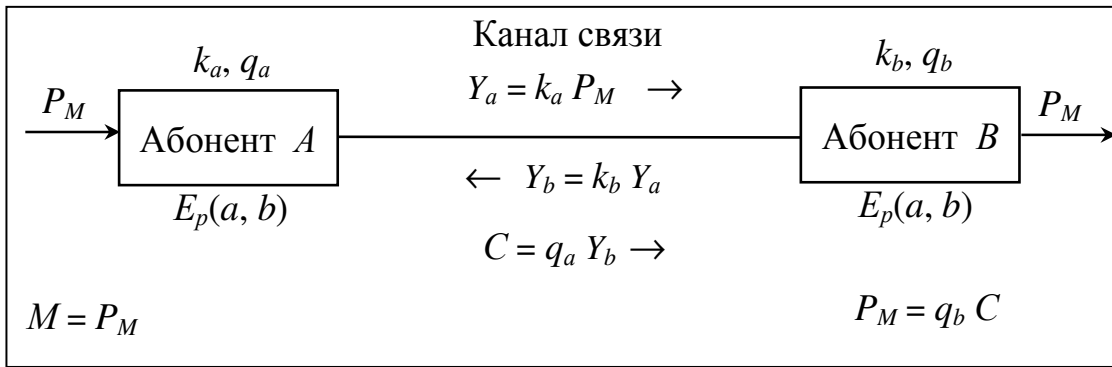 Канал связи
k_a, q_a
k_b, q_b
P_M
Y_a = k_a P_M →
P_M
Абонент A
Абонент B
← Y_b = k_b Y_a
E_p(a, b)
E_p(a, b)
C = q_a Y_b →
M = P_M
P_M = q_b C